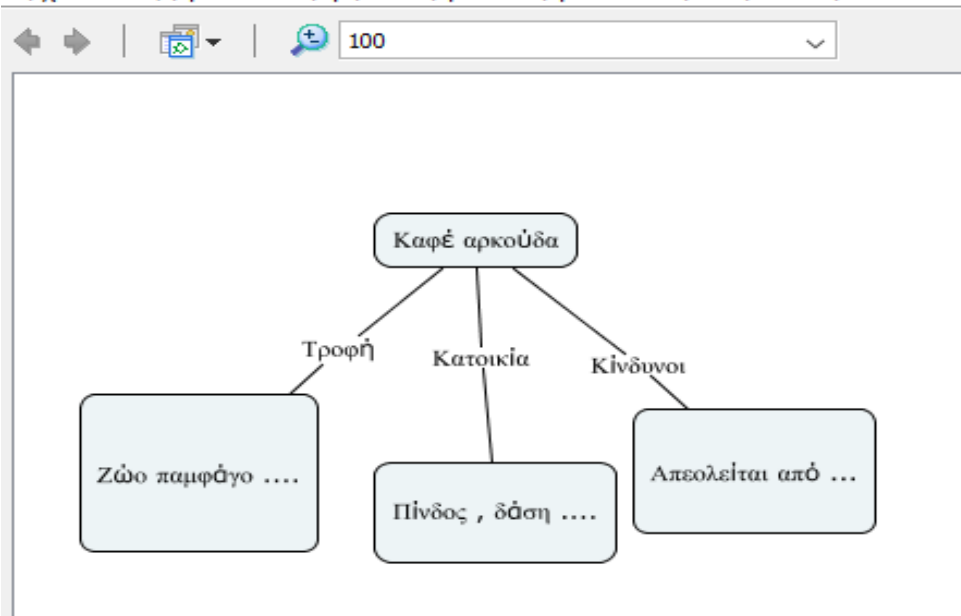 100
Καφέ αρκούδα
Τροφή
Κατοικία
Κίνδυνοι
Ζώο παμφάγο ....
Πίνδος , δάση ....
Απεολείται από ...